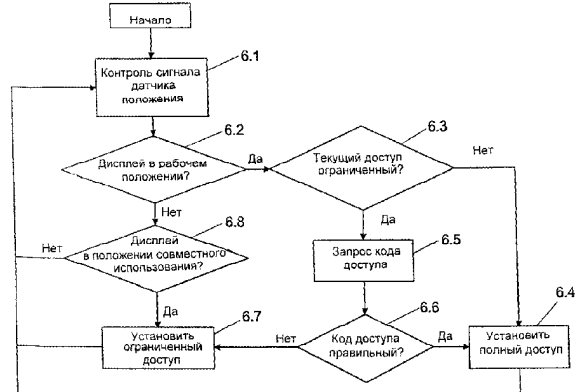 Начало
6.1
Контроль сигнала
датчика
положения
6.2
Дисплей в рабочем
положении?
Да
6.3
Текущий доступ
ограниченный?
Нет
Нет
Да
6.8
Дисплей
в положении совместного
использования?
Нет
6.5
Запрос кода
доступа
Да
6.7
Установить
ограниченный
доступ
Нет
6.6
Код доступа
правильный?
Да
6.4
Установить
полный доступ